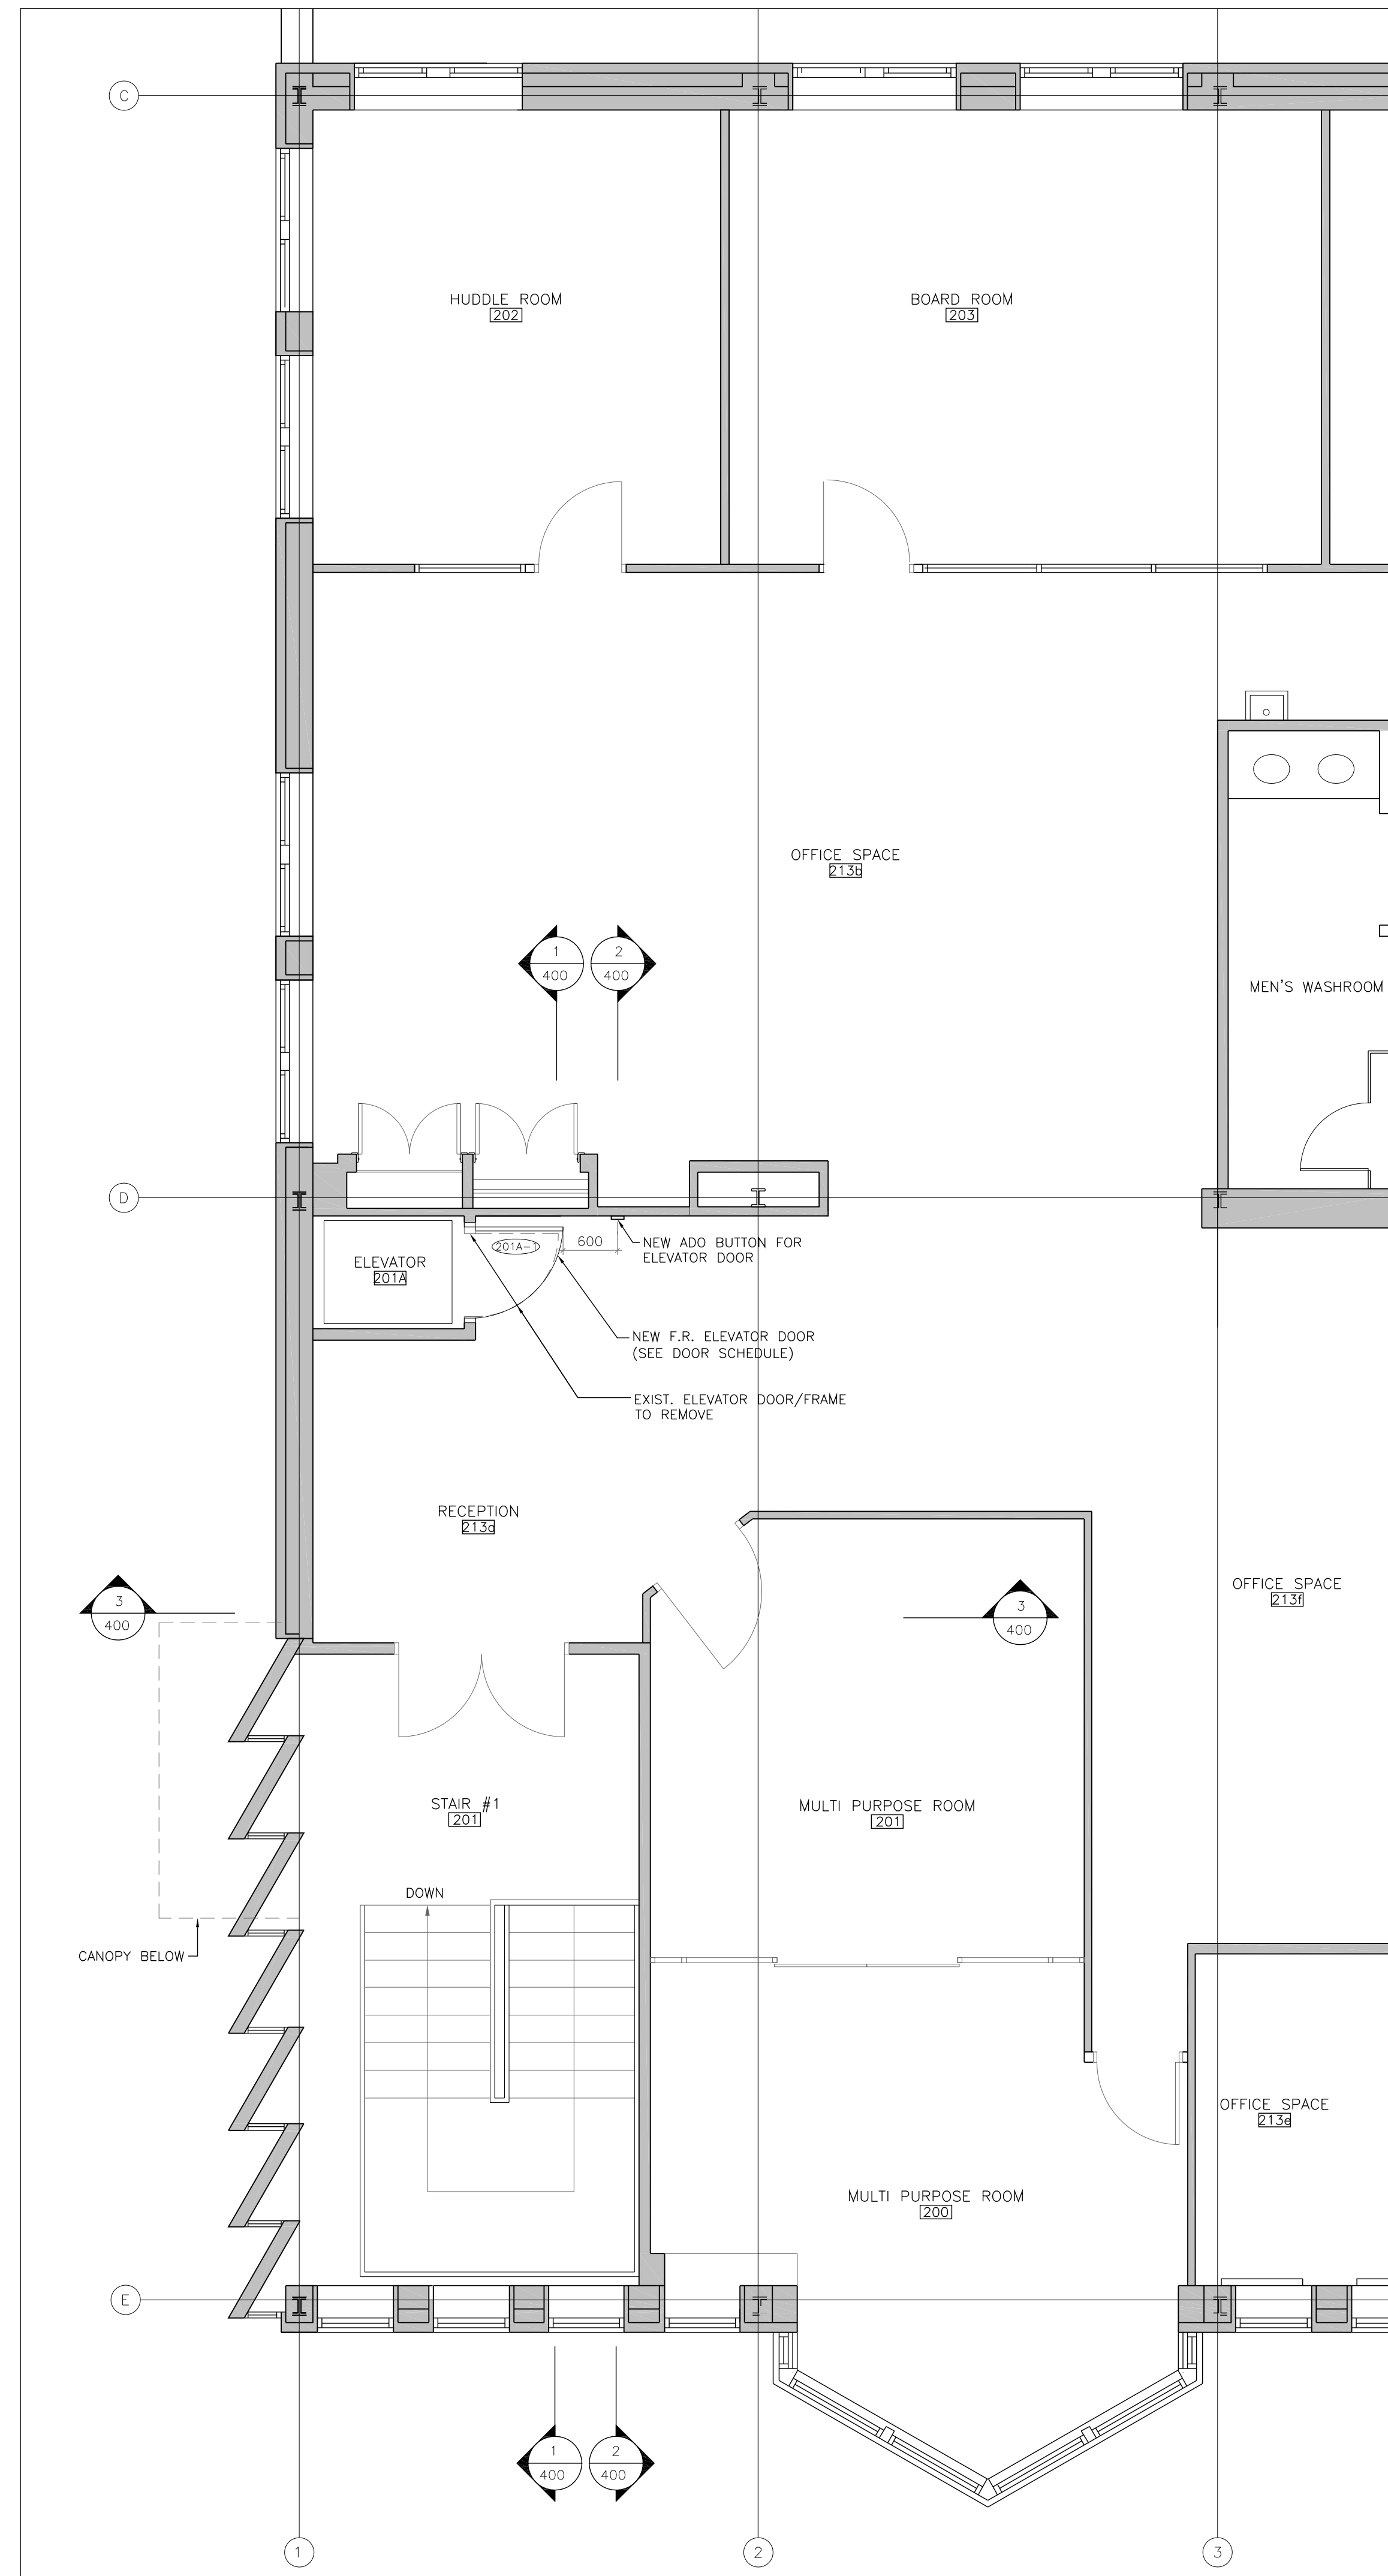 C
HUDDLE ROOM
202
BOARD ROOM
203
OFFICE SPACE
213b
1
400
2
400
MEN'S WASHROOM
D
ELEVATOR
201A
201A-1
600
NEW ADO BUTTON FOR
ELEVATOR DOOR
NEW F.R. ELEVATOR DOOR
(SEE DOOR SCHEDULE)
EXIST. ELEVATOR DOOR/FRAME
TO REMOVE
RECEPTION
213a
3
400
3
400
OFFICE SPACE
213f
STAIR #1
201
MULTI PURPOSE ROOM
201
DOWN
CANOPY BELOW
OFFICE SPACE
213e
MULTI PURPOSE ROOM
200
E
1
400
2
400
1
2
3